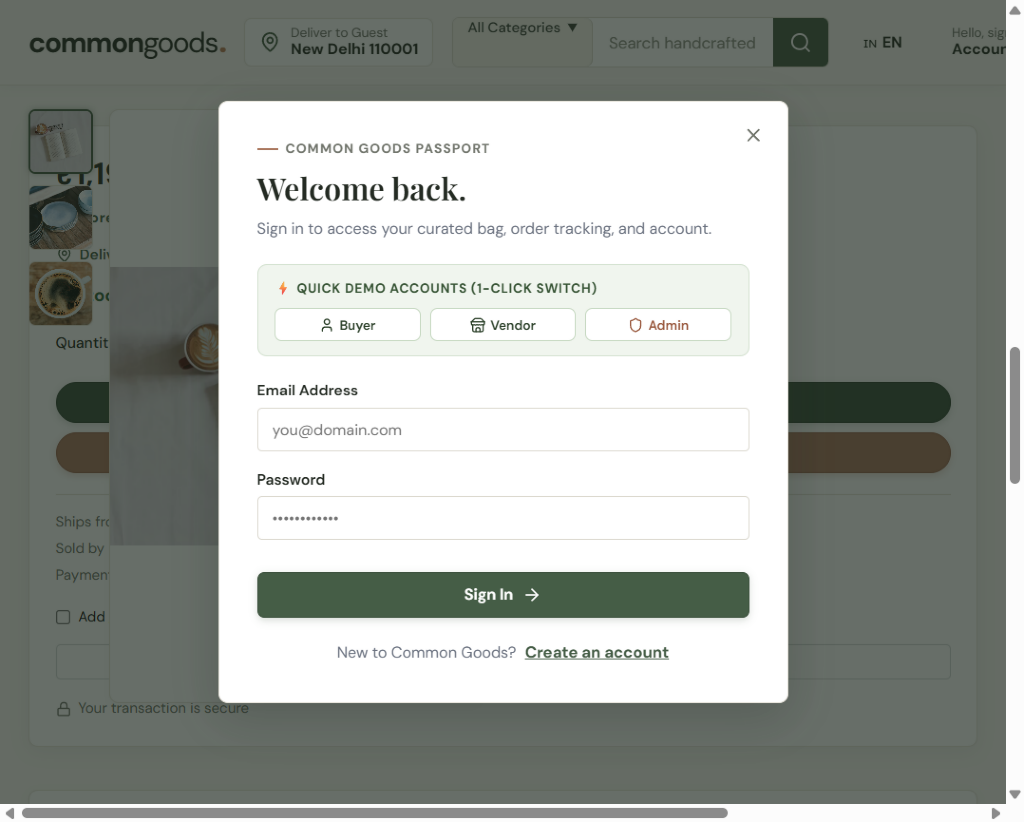 commongoods.
Deliver to Guest
New Delhi 110001
All Categories ▼
Search handcrafted
IN EN
Hello, sig
Accour
COMMON GOODS PASSPORT
Welcome back.
Sign in to access your curated bag, order tracking, and account.
QUICK DEMO ACCOUNTS (1-CLICK SWITCH)
Buyer
Vendor
Admin
Email Address
you@domain.com
Password
••••••••••••
Sign In →
New to Common Goods? Create an account
Quantit
Ships fro
Sold by
Payment
Add
Your transaction is secure